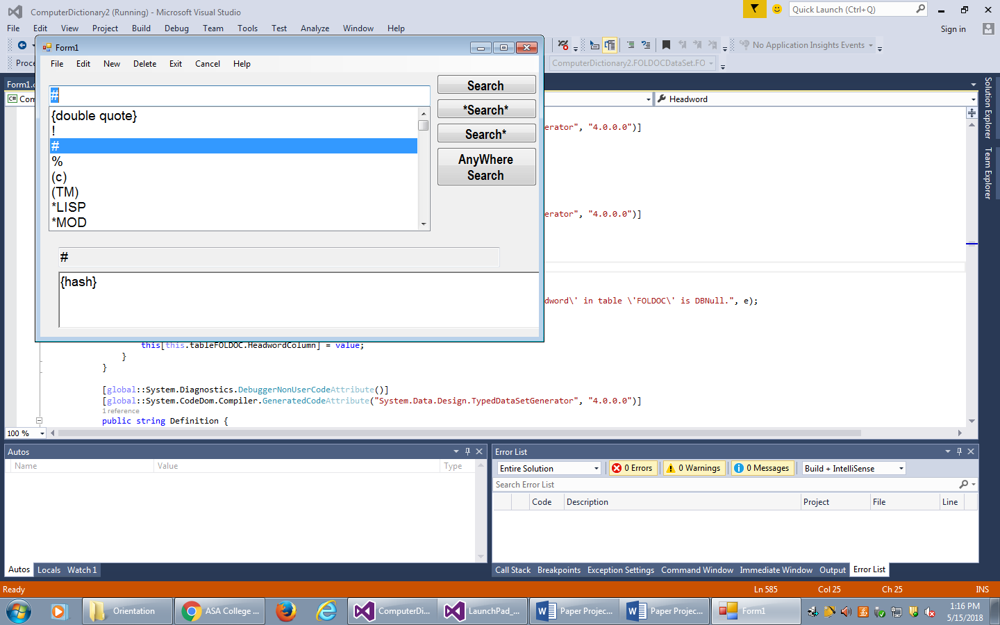 ComputerDictionary2 (Running) - Microsoft Visual Studio
Quick Launch (Ctrl+Q)
File Edit View Project Build Debug Team Tools Test Analyze Window Help
Sign in
Form1
No Application Insights Events
File Edit New Delete Exit Cancel Help
Proce
ComputerDictionary2.FOLDOCDataSet.FO
Form1.c
C# Com
Headword
Solution Explorer
Team Explorer
#
Search
{double quote}
*Search*
!
Search*
#
%
AnyWhere
Search
(c)
(TM)
*LISP
*MOD
erator", "4.0.0.0")]
erator", "4.0.0.0")]
#
{hash}
dword\' in table \'FOLDOC\' is DBNull.", e);
this[this.tableFOLDOC.HeadwordColumn] = value;
}
}
[global::System.Diagnostics.DebuggerNonUserCodeAttribute()]
[global::System.CodeDom.Compiler.GeneratedCodeAttribute("System.Data.Design.TypedDataSetGenerator", "4.0.0.0")]
1 reference
public string Definition {
100 %
Autos
Name Value Type
Error List
Entire Solution 0 Errors 0 Warnings 0 Messages Build + IntelliSense
Search Error List
Code Description Project File Line
Autos Locals Watch 1
Call Stack Breakpoints Exception Settings Command Window Immediate Window Output Error List
Ready Ln 585 Col 25 Ch 25 INS
Orientation ASA College ... ComputerDi... LaunchPad_... Paper Projec... Paper Projec... Form1
1:16 PM
5/15/2018